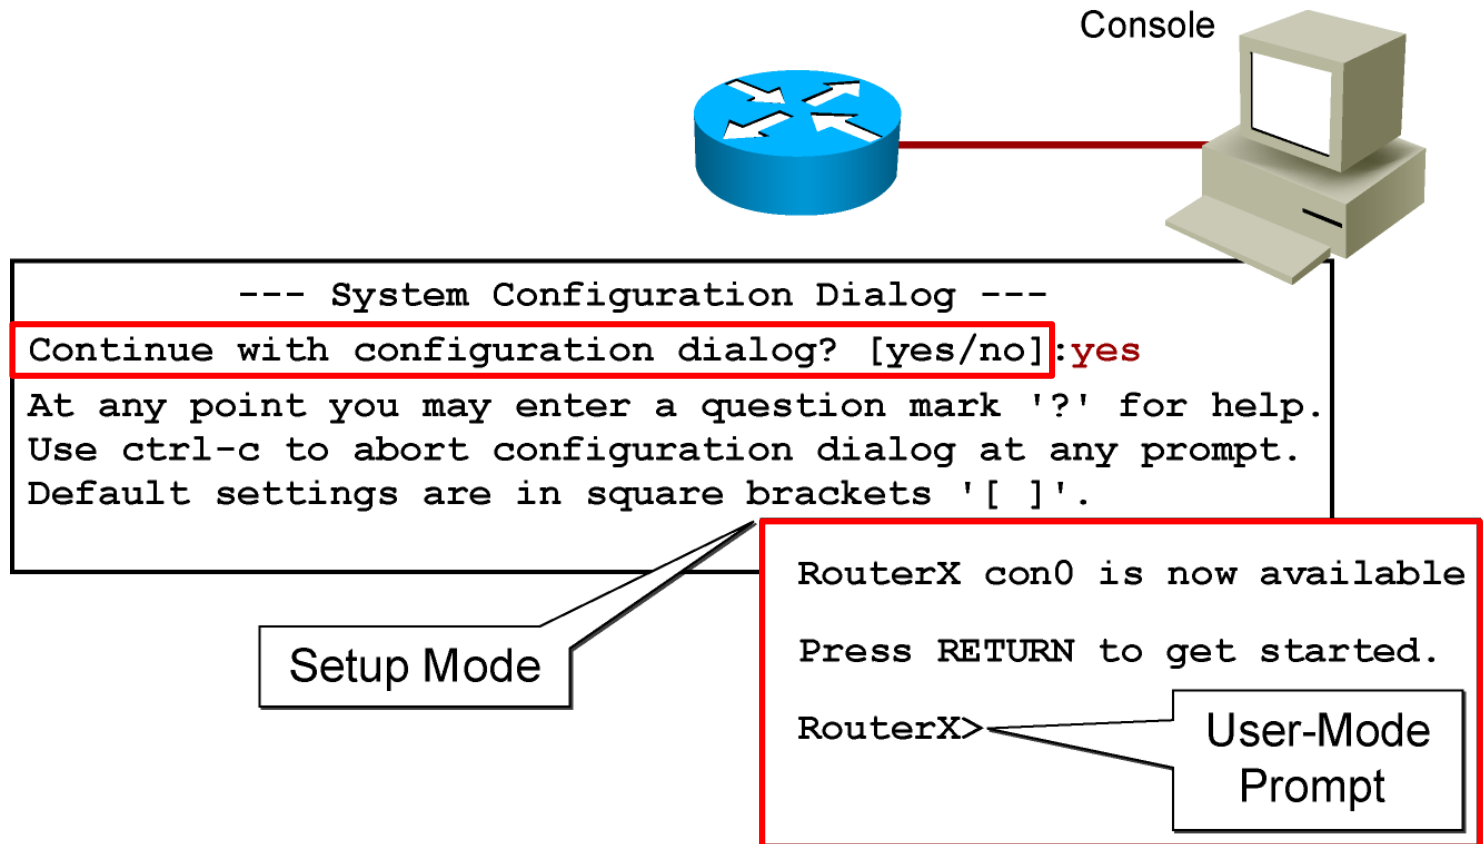 Console
--- System Configuration Dialog ---
Continue with configuration dialog? [yes/no]:yes
At any point you may enter a question mark '?' for help.
Use ctrl-c to abort configuration dialog at any prompt.
Default settings are in square brackets '[ ]'.
Setup Mode
RouterX con0 is now available
Press RETURN to get started.
RouterX>
User-Mode
Prompt